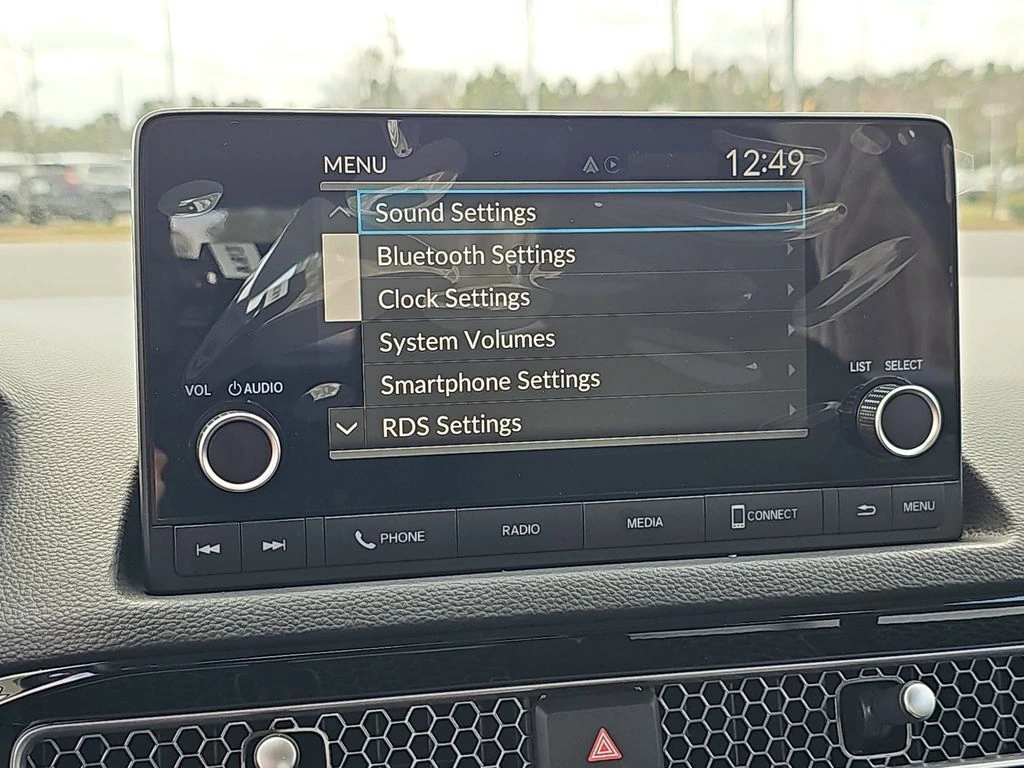 MENU 12:49
Sound Settings
Bluetooth Settings
Clock Settings
System Volumes
Smartphone Settings
RDS Settings
VOL AUDIO
LIST SELECT
PHONE RADIO MEDIA CONNECT MENU